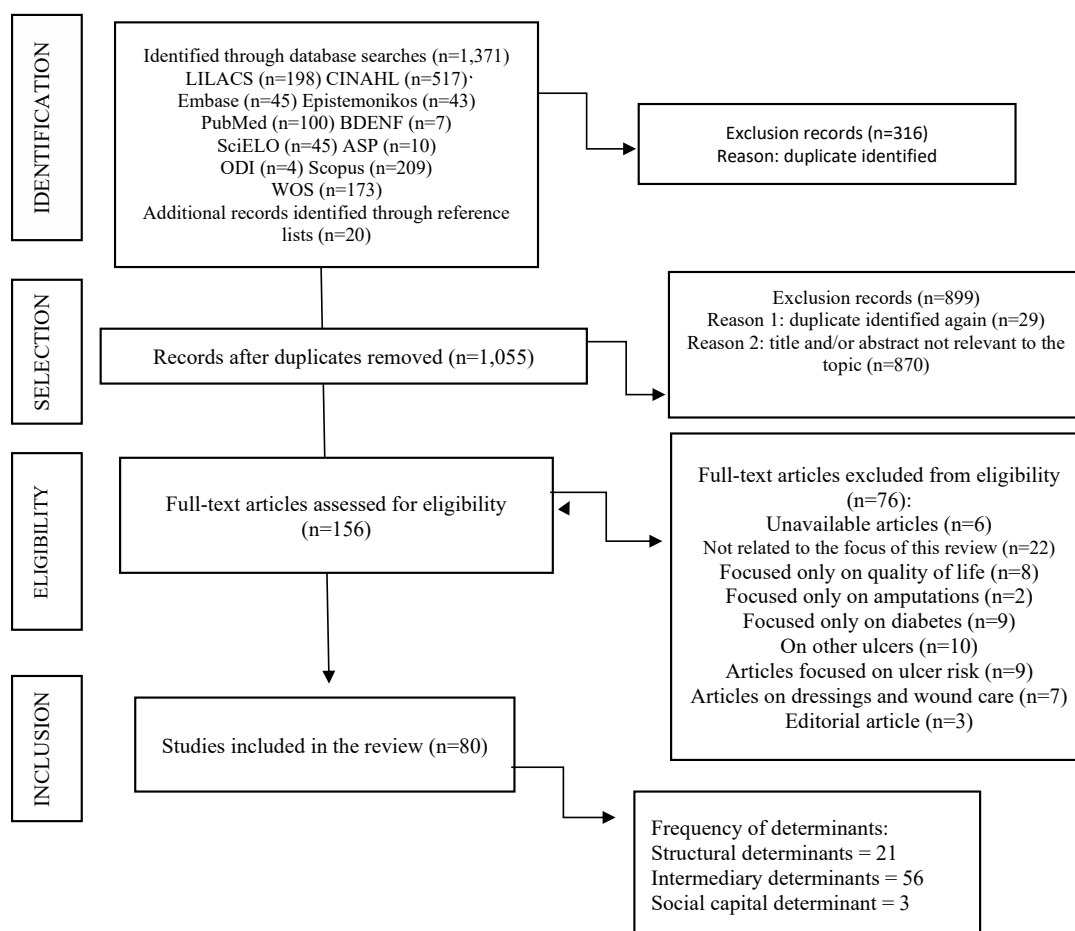 IDENTIFICATION
Identified through database searches (n=1,371)
LILACS (n=198) CINAHL (n=517)·
Embase (n=45) Epistemonikos (n=43)
PubMed (n=100) BDENF (n=7)
SciELO (n=45) ASP (n=10)
ODI (n=4) Scopus (n=209)
WOS (n=173)
Additional records identified through reference
lists (n=20)
Exclusion records (n=316)
Reason: duplicate identified
SELECTION
Records after duplicates removed (n=1,055)
Exclusion records (n=899)
Reason 1: duplicate identified again (n=29)
Reason 2: title and/or abstract not relevant to the
topic (n=870)
ELIGIBILITY
Full-text articles assessed for eligibility
(n=156)
Full-text articles excluded from eligibility
(n=76):
Unavailable articles (n=6)
Not related to the focus of this review (n=22)
Focused only on quality of life (n=8)
Focused only on amputations (n=2)
Focused only on diabetes (n=9)
On other ulcers (n=10)
Articles focused on ulcer risk (n=9)
Articles on dressings and wound care (n=7)
Editorial article (n=3)
INCLUSION
Studies included in the review (n=80)
Frequency of determinants:
Structural determinants = 21
Intermediary determinants = 56
Social capital determinant = 3